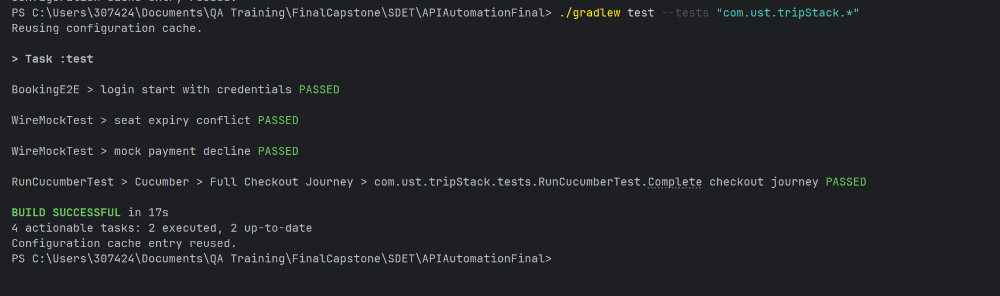 Configuration cache entry reused.
PS C:\Users\307424\Documents\QA Training\FinalCapstone\SDET\APIAutomationFinal> ./gradlew test --tests "com.ust.tripStack.*"
Reusing configuration cache.
> Task :test
BookingE2E > login start with credentials PASSED
WireMockTest > seat expiry conflict PASSED
WireMockTest > mock payment decline PASSED
RunCucumberTest > Cucumber > Full Checkout Journey > com.ust.tripStack.tests.RunCucumberTest.Complete checkout journey PASSED
BUILD SUCCESSFUL in 17s
4 actionable tasks: 2 executed, 2 up-to-date
Configuration cache entry reused.
PS C:\Users\307424\Documents\QA Training\FinalCapstone\SDET\APIAutomationFinal>